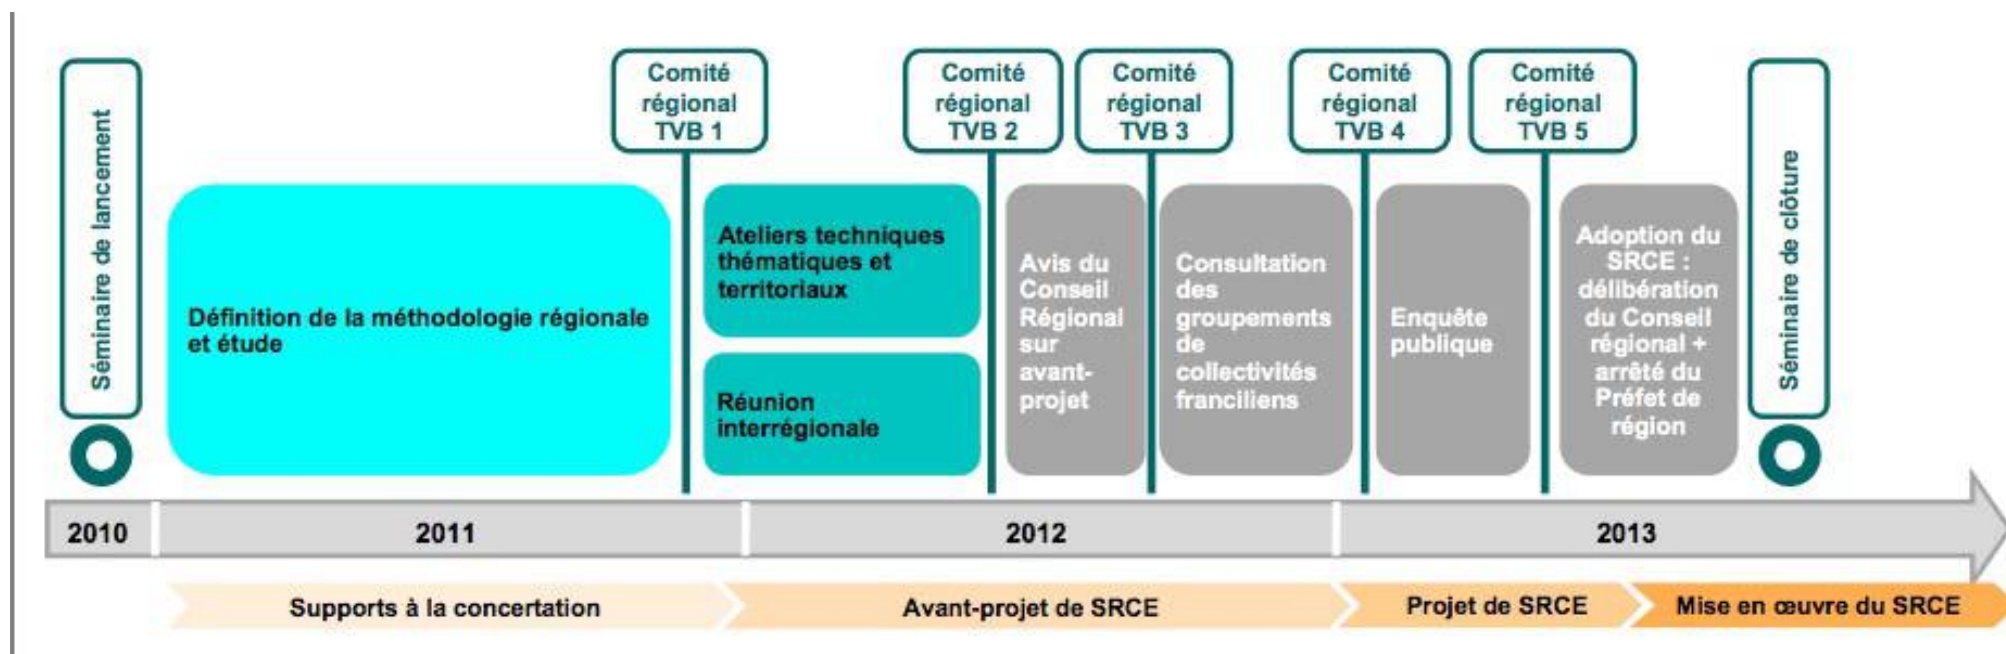 Séminaire de lancement
Comité
régional
TVB 1
Comité
régional
TVB 2
Comité
régional
TVB 3
Comité
régional
TVB 4
Comité
régional
TVB 5
Séminaire de clôture
Définition de la méthodologie régionale
et étude
Ateliers techniques
thématiques et
territoriaux
Réunion
interrégionale
Avis du
Conseil
Régional
sur
avant-
projet
Consultation
des
groupements
de
collectivités
franciliens
Enquête
publique
Adoption du
SRCE :
délibération
du Conseil
régional +
arrêté du
Préfet de
région
2010
2011
2012
2013
Supports à la concertation
Avant-projet de SRCE
Projet de SRCE
Mise en œuvre du SRCE